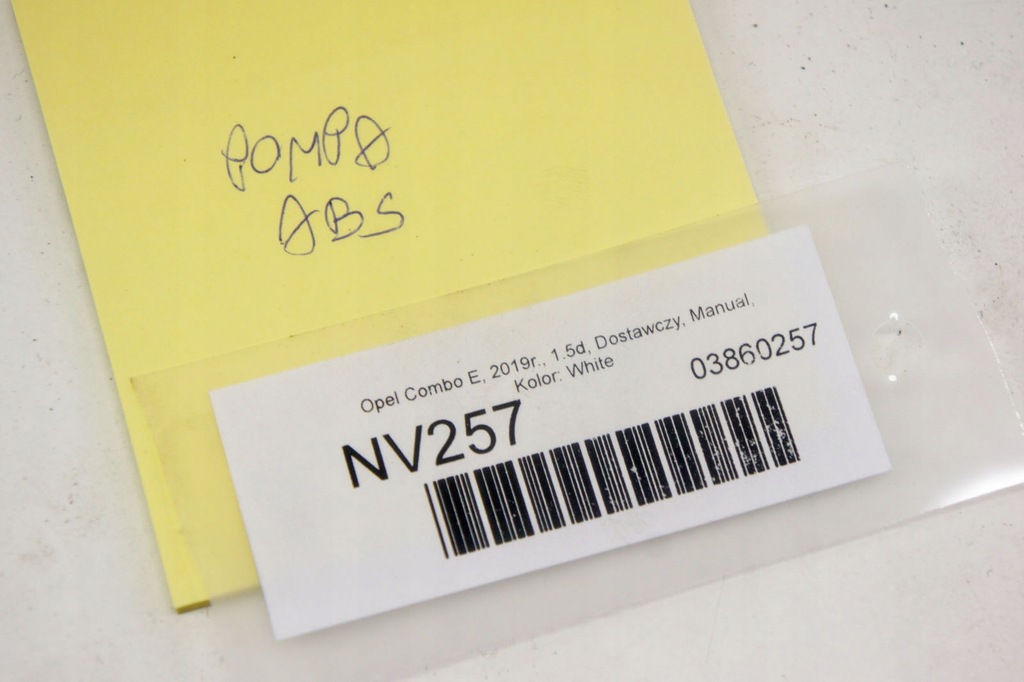 POMPA
ABS
Opel Combo E, 2019r., 1.5d, Dostawczy, Manual,
Kolor: White
03860257
NV257